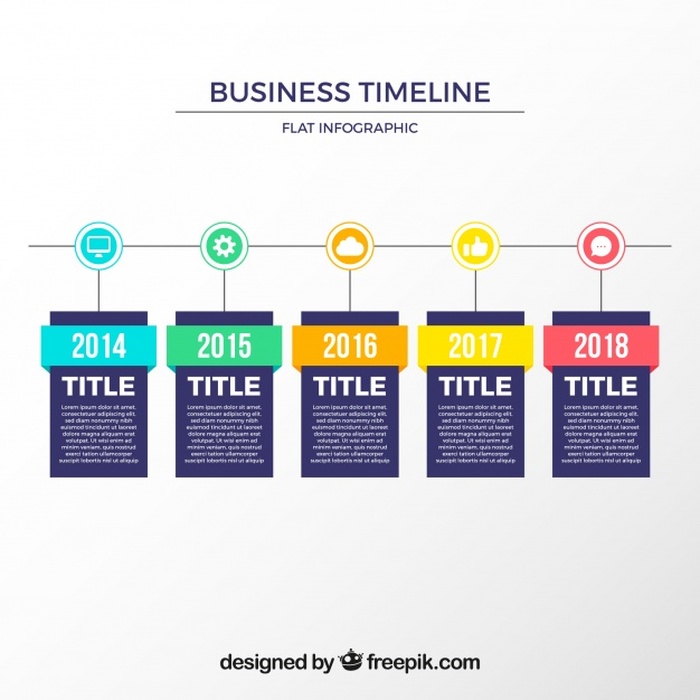 BUSINESS TIMELINE
FLAT INFOGRAPHIC
2014
TITLE
Lorem ipsum dolor sit amet,
consectetuer adipiscing elit,
sed diam nonummy nibh
euismod tincidunt ut laoreet
dolore magna aliquam erat
volutpat. Ut wisi enim ad
minim veniam, quis nostrud
exerci tation ullamcorper
suscipit lobortis nisl ut aliquip
2015
TITLE
Lorem ipsum dolor sit amet,
consectetuer adipiscing elit,
sed diam nonummy nibh
euismod tincidunt ut laoreet
dolore magna aliquam erat
volutpat. Ut wisi enim ad
minim veniam, quis nostrud
exerci tation ullamcorper
suscipit lobortis nisl ut aliquip
2016
TITLE
Lorem ipsum dolor sit amet,
consectetuer adipiscing elit,
sed diam nonummy nibh
euismod tincidunt ut laoreet
dolore magna aliquam erat
volutpat. Ut wisi enim ad
minim veniam, quis nostrud
exerci tation ullamcorper
suscipit lobortis nisl ut aliquip
2017
TITLE
Lorem ipsum dolor sit amet,
consectetuer adipiscing elit,
sed diam nonummy nibh
euismod tincidunt ut laoreet
dolore magna aliquam erat
volutpat. Ut wisi enim ad
minim veniam, quis nostrud
exerci tation ullamcorper
suscipit lobortis nisl ut aliquip
2018
TITLE
Lorem ipsum dolor sit amet,
consectetuer adipiscing elit,
sed diam nonummy nibh
euismod tincidunt ut laoreet
dolore magna aliquam erat
volutpat. Ut wisi enim ad
minim veniam, quis nostrud
exerci tation ullamcorper
suscipit lobortis nisl ut aliquip
designed by freepik.com